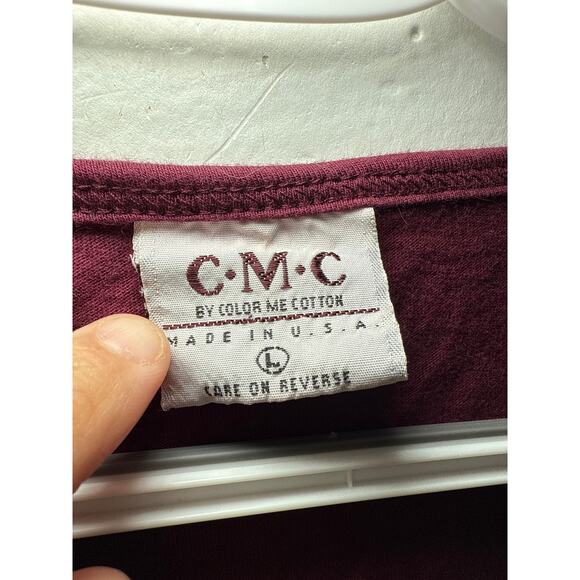 C·M·C
BY COLOR ME COTTON
MADE IN U.S.A.
L
CARE ON REVERSE